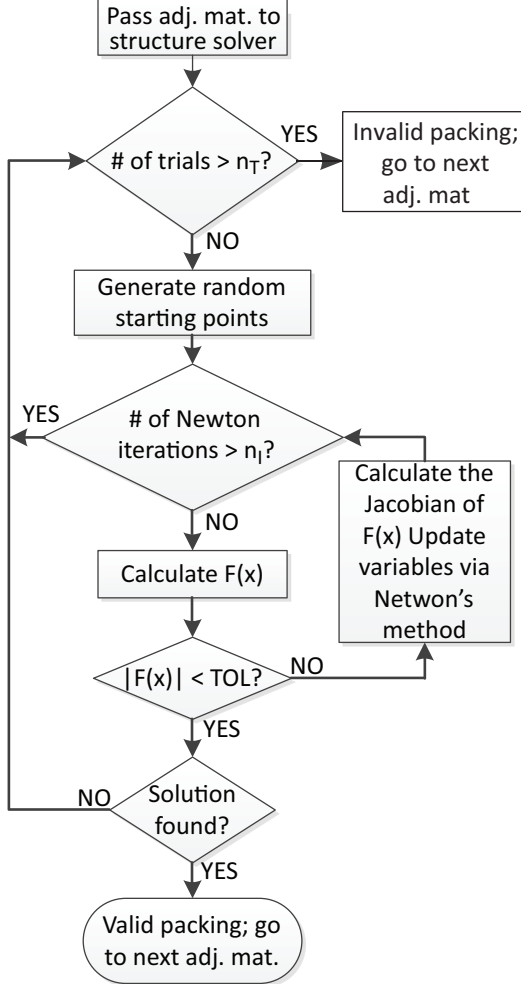 Pass adj. mat. to
structure solver
# of trials > nT?
YES
Invalid packing;
go to next
adj. mat
NO
Generate random
starting points
# of Newton
iterations > nI?
YES
NO
Calculate the
Jacobian of
F(x) Update
variables via
Netwon's
method
Calculate F(x)
|F(x)| < TOL?
NO
YES
Solution
found?
NO
YES
Valid packing; go
to next adj. mat.